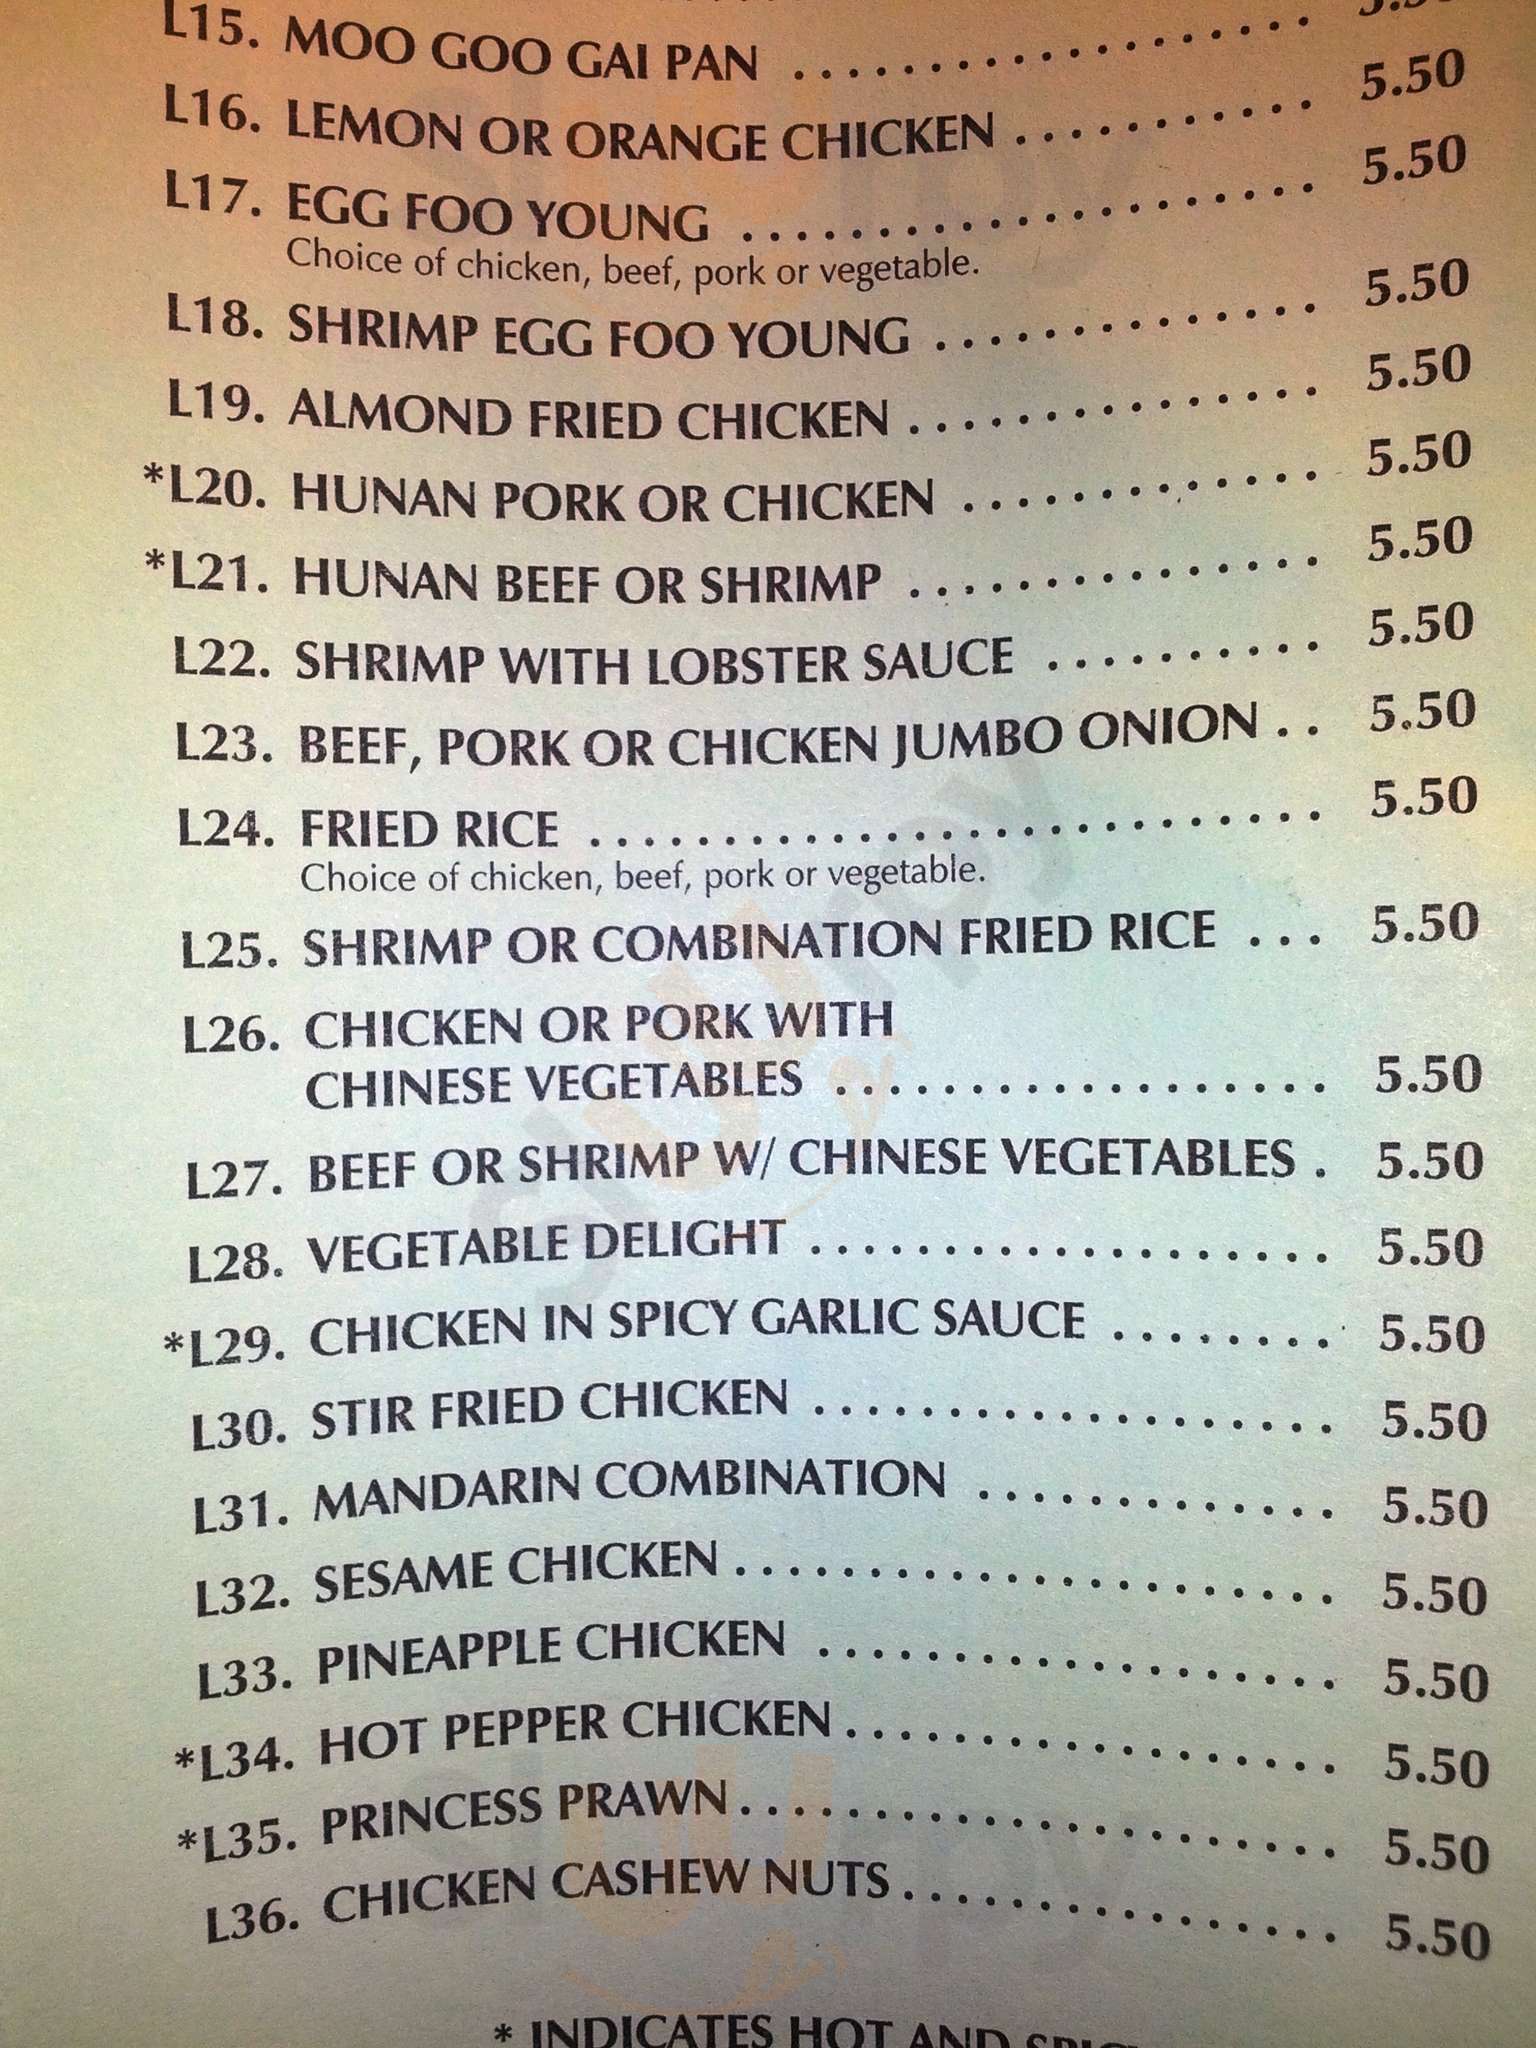 L15. MOO GOO GAI PAN ................... 5.50
L16. LEMON OR ORANGE CHICKEN ........... 5.50
L17. EGG FOO YOUNG ..................... 5.50
Choice of chicken, beef, pork or vegetable.
L18. SHRIMP EGG FOO YOUNG .............. 5.50
L19. ALMOND FRIED CHICKEN .............. 5.50
*L20. HUNAN PORK OR CHICKEN ............. 5.50
*L21. HUNAN BEEF OR SHRIMP .............. 5.50
L22. SHRIMP WITH LOBSTER SAUCE .......... 5.50
L23. BEEF, PORK OR CHICKEN JUMBO ONION .. 5.50
L24. FRIED RICE ........................... 5.50
Choice of chicken, beef, pork or vegetable.
L25. SHRIMP OR COMBINATION FRIED RICE ... 5.50
L26. CHICKEN OR PORK WITH
CHINESE VEGETABLES ................... 5.50
L27. BEEF OR SHRIMP W/ CHINESE VEGETABLES . 5.50
L28. VEGETABLE DELIGHT .................... 5.50
*L29. CHICKEN IN SPICY GARLIC SAUCE ........ 5.50
L30. STIR FRIED CHICKEN .................... 5.50
L31. MANDARIN COMBINATION .............. 5.50
L32. SESAME CHICKEN ....................... 5.50
L33. PINEAPPLE CHICKEN .................... 5.50
*L34. HOT PEPPER CHICKEN ................... 5.50
*L35. PRINCESS PRAWN ....................... 5.50
L36. CHICKEN CASHEW NUTS ................. 5.50
* INDICATES HOT AND